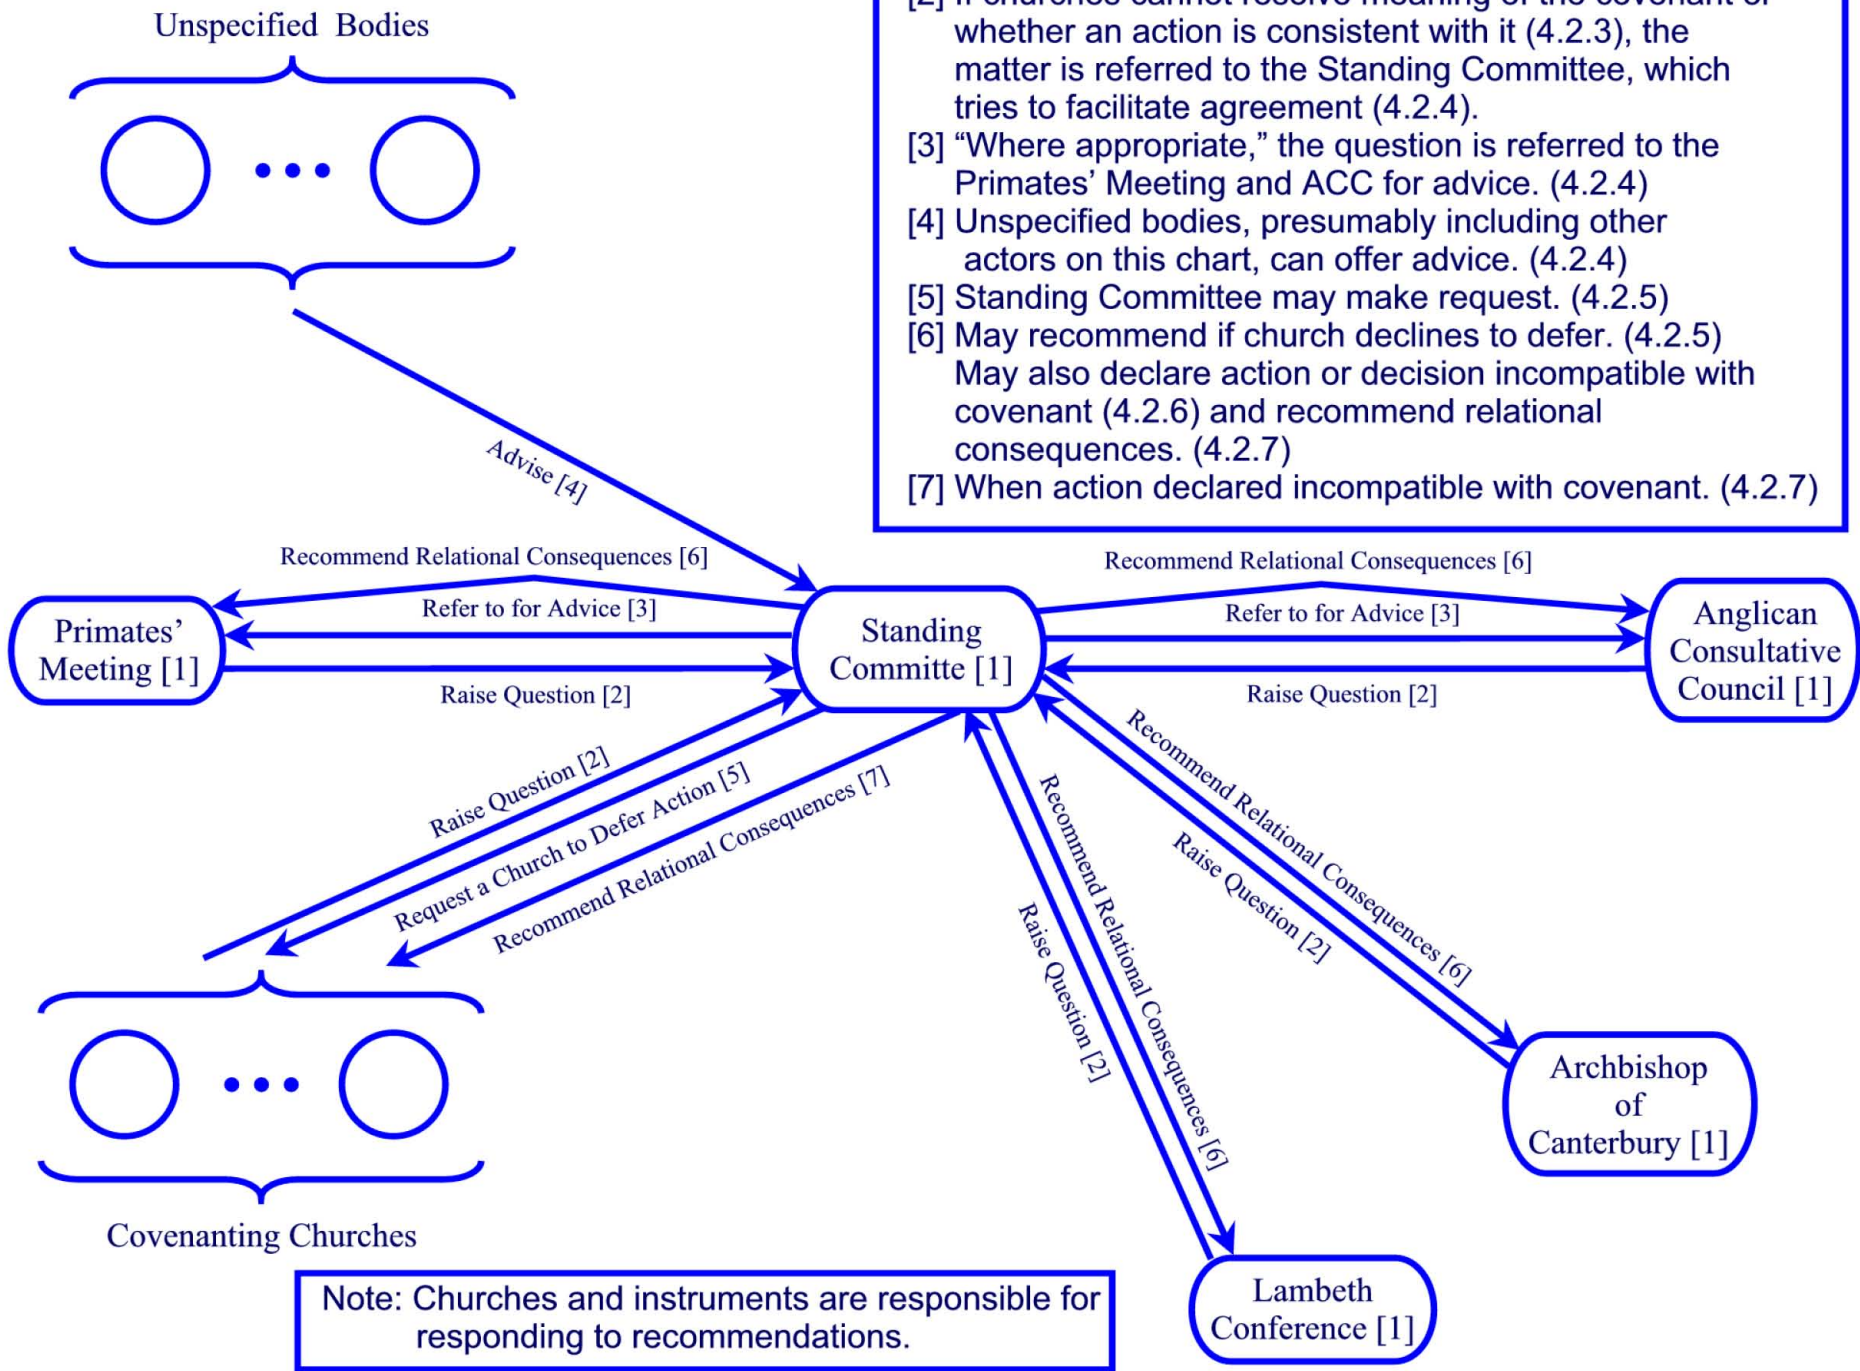 Unspecified Bodies
[2] If churches cannot resolve meaning of the covenant or
whether an action is consistent with it (4.2.3), the
matter is referred to the Standing Committee, which
tries to facilitate agreement (4.2.4).
[3] “Where appropriate,” the question is referred to the
Primates’ Meeting and ACC for advice. (4.2.4)
[4] Unspecified bodies, presumably including other
actors on this chart, can offer advice. (4.2.4)
[5] Standing Committee may make request. (4.2.5)
[6] May recommend if church declines to defer. (4.2.5)
May also declare action or decision incompatible with
covenant (4.2.6) and recommend relational
consequences. (4.2.7)
[7] When action declared incompatible with covenant. (4.2.7)
Advise [4]
Recommend Relational Consequences [6]
Refer to for Advice [3]
Raise Question [2]
Primates’
Meeting [1]
Standing
Committe [1]
Recommend Relational Consequences [6]
Refer to for Advice [3]
Raise Question [2]
Anglican
Consultative
Council [1]
Raise Question [2]
Request a Church to Defer Action [5]
Recommend Relational Consequences [7]
Recommend Relational Consequences [6]
Raise Question [2]
Recommend Relational Consequences [6]
Raise Question [2]
Archbishop
of
Canterbury [1]
Covenanting Churches
Lambeth
Conference [1]
Note: Churches and instruments are responsible for
responding to recommendations.